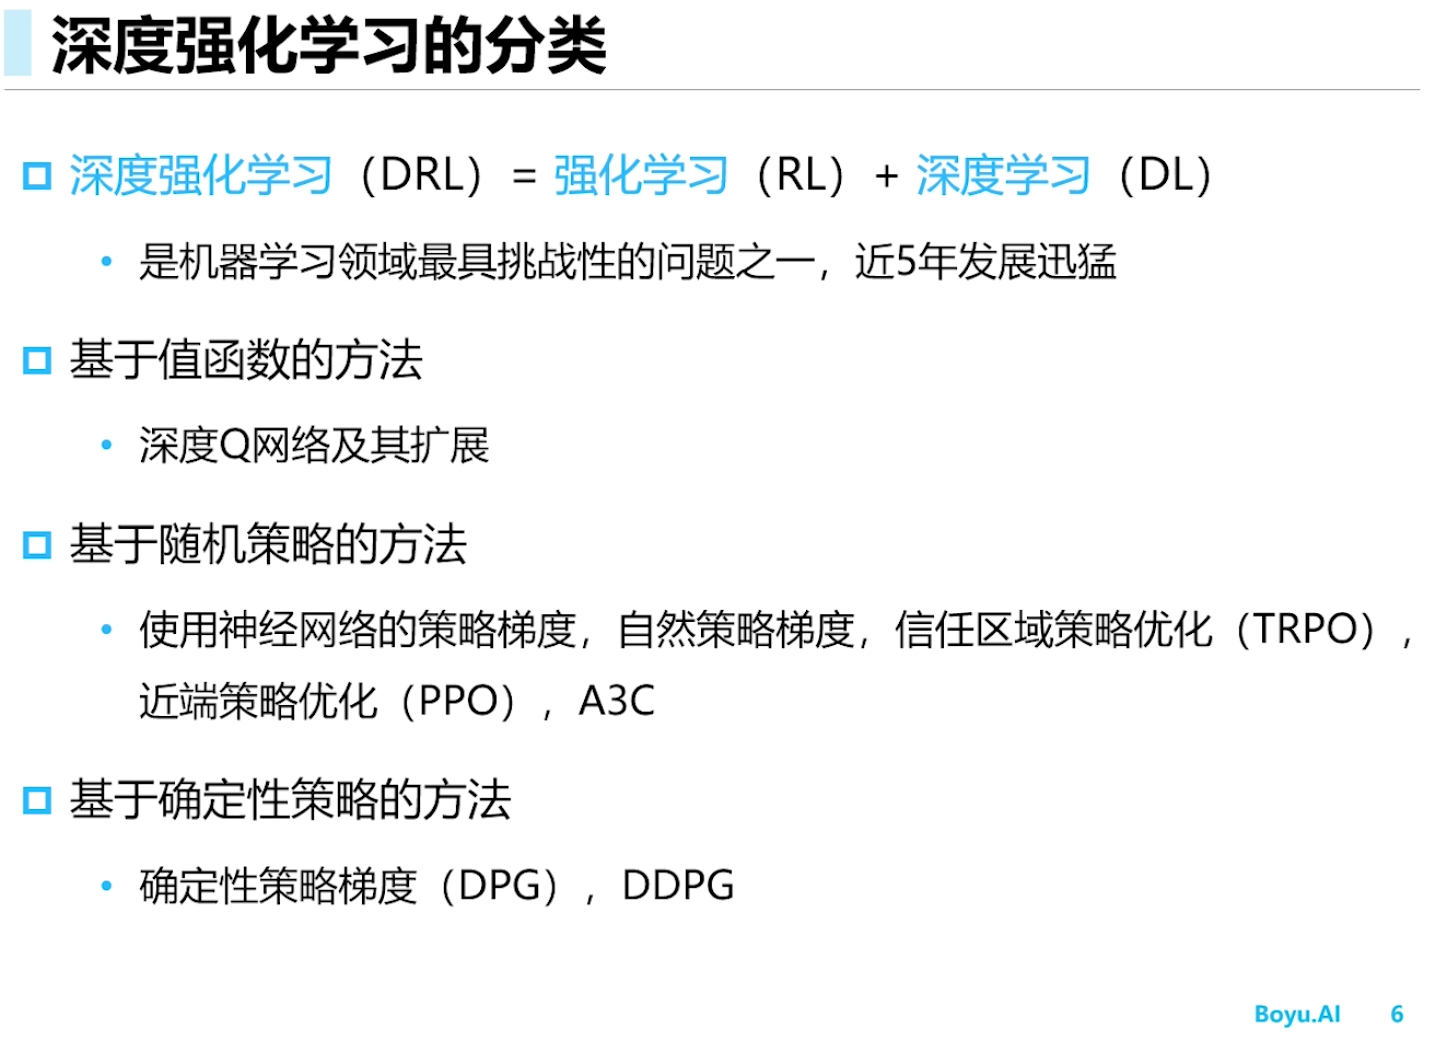 深度强化学习的分类
深度强化学习（DRL）= 强化学习（RL）+ 深度学习（DL）
• 是机器学习领域最具挑战性的问题之一，近5年发展迅猛
基于值函数的方法
• 深度Q网络及其扩展
基于随机策略的方法
• 使用神经网络的策略梯度，自然策略梯度，信任区域策略优化（TRPO），
近端策略优化（PPO），A3C
基于确定性策略的方法
• 确定性策略梯度（DPG），DDPG
Boyu.AI 6